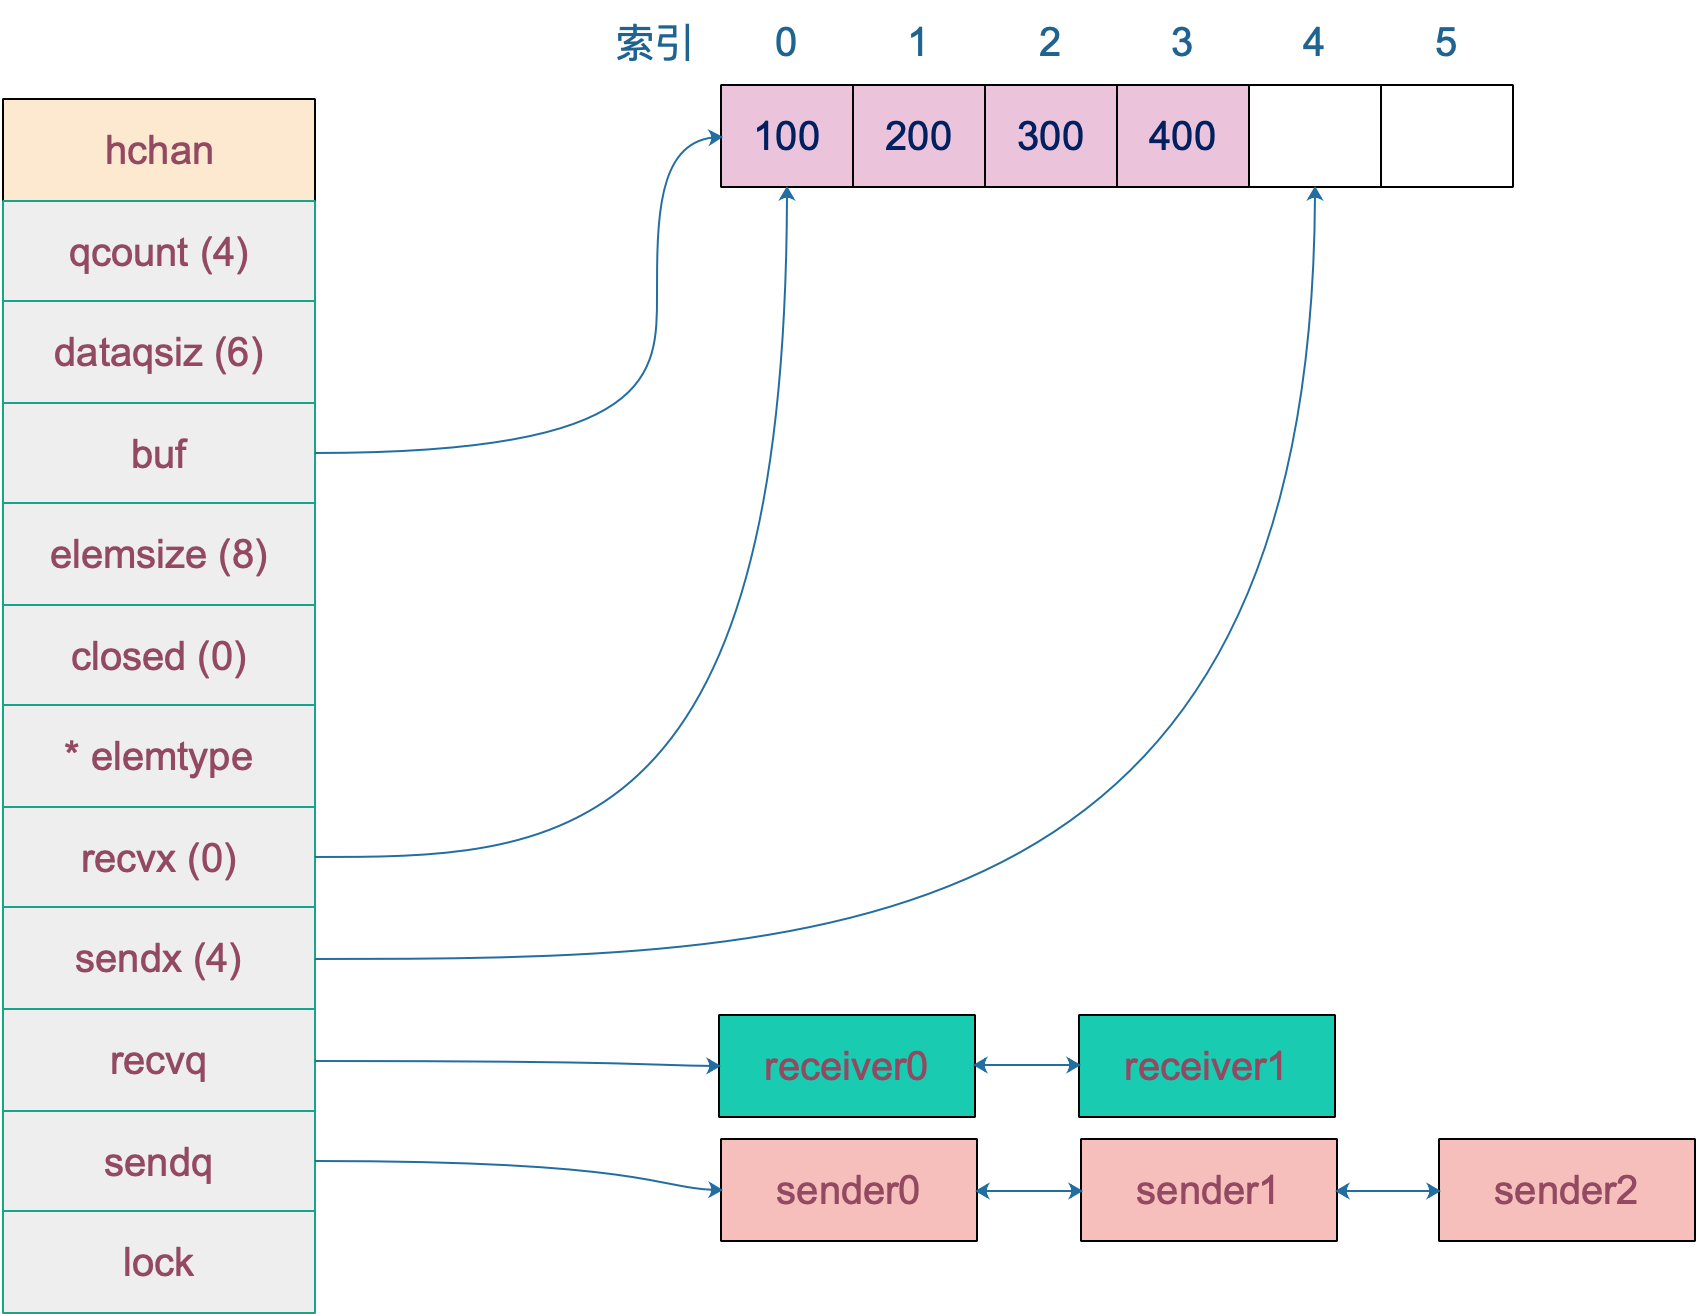 索引 0 1 2 3 4 5
100 200 300 400
hchan
qcount (4)
dataqsiz (6)
buf
elemsize (8)
closed (0)
* elemtype
recvx (0)
sendx (4)
recvq
receiver0 receiver1
sendq
sender0 sender1 sender2
lock